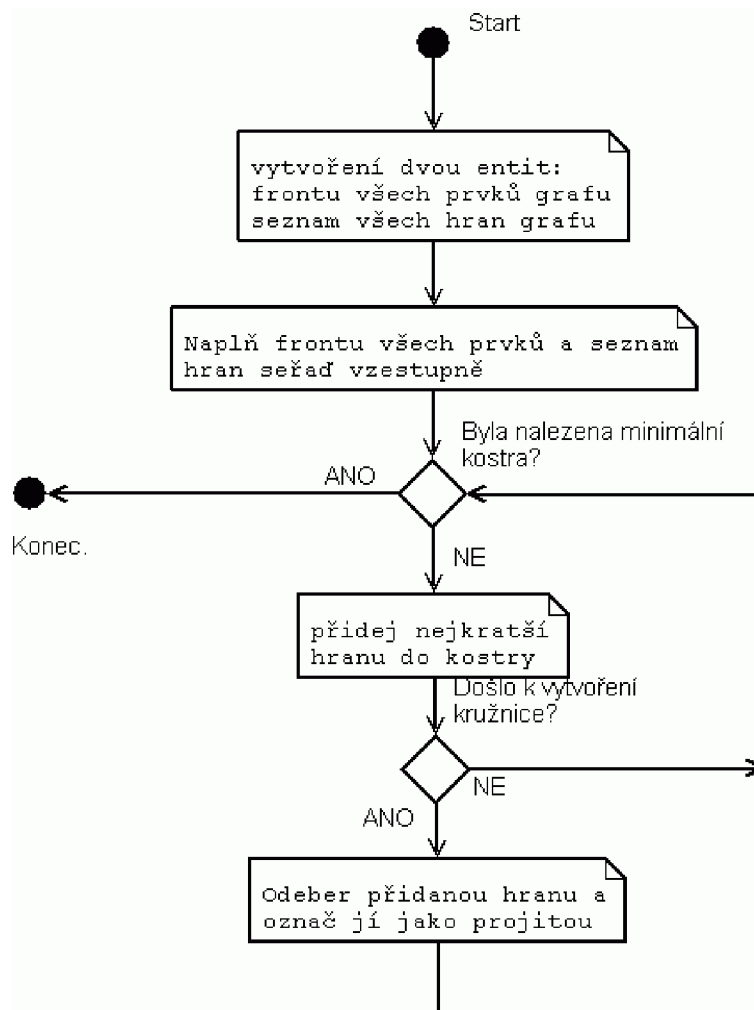 Start
vytvoření dvou entit:
frontu všech prvků grafu
seznam všech hran grafu
Naplň frontu všech prvků a seznam
hran seřaď vzestupně
Byla nalezena minimální
kostra?
ANO
Konec.
NE
přidej nejkratší
hranu do kostry
Došlo k vytvoření
kružnice?
NE
ANO
Odeber přidanou hranu a
označ jí jako projitou